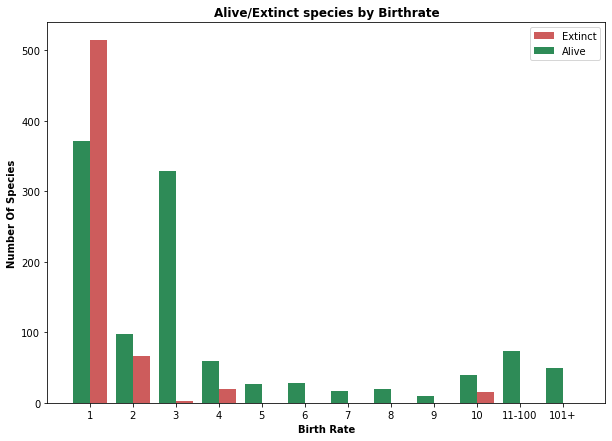 Alive/Extinct species by Birthrate
Extinct
Alive
Number Of Species
500
400
300
200
100
0
1 2 3 4 5 6 7 8 9 10 11-100 101+
Birth Rate